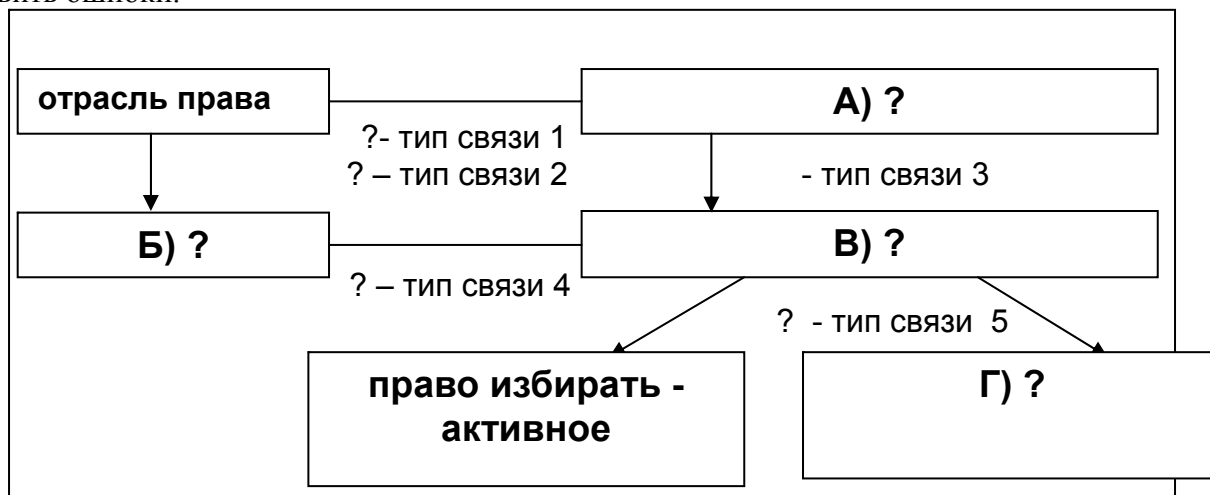 отрасль права
А) ?
?- тип связи 1
? – тип связи 2
- тип связи 3
Б) ?
В) ?
? – тип связи 4
? - тип связи 5
право избирать -
активное
Г) ?